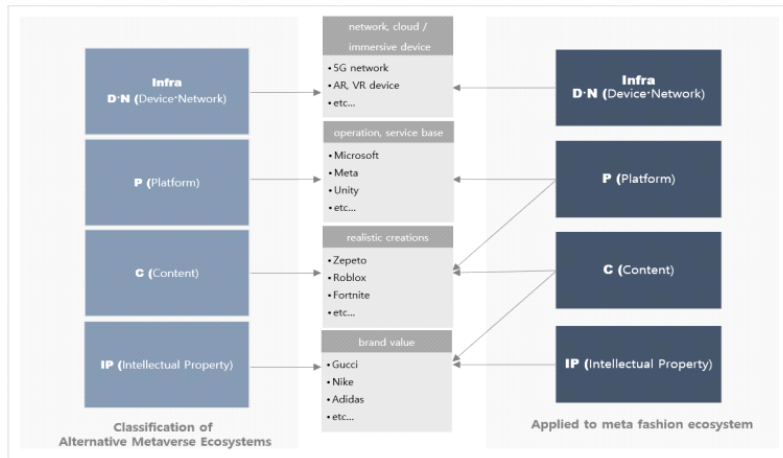 Infra
D·N (Device·Network)
P (Platform)
C (Content)
IP (Intellectual Property)
Classification of
Alternative Metaverse Ecosystems
network, cloud /
immersive device
• 5G network
• AR, VR device
• etc...
operation, service base
• Microsoft
• Meta
• Unity
• etc...
realistic creations
• Zepeto
• Roblox
• Fortnite
• etc...
brand value
• Gucci
• Nike
• Adidas
• etc...
Infra
D·N (Device·Network)
P (Platform)
C (Content)
IP (Intellectual Property)
Applied to meta fashion ecosystem